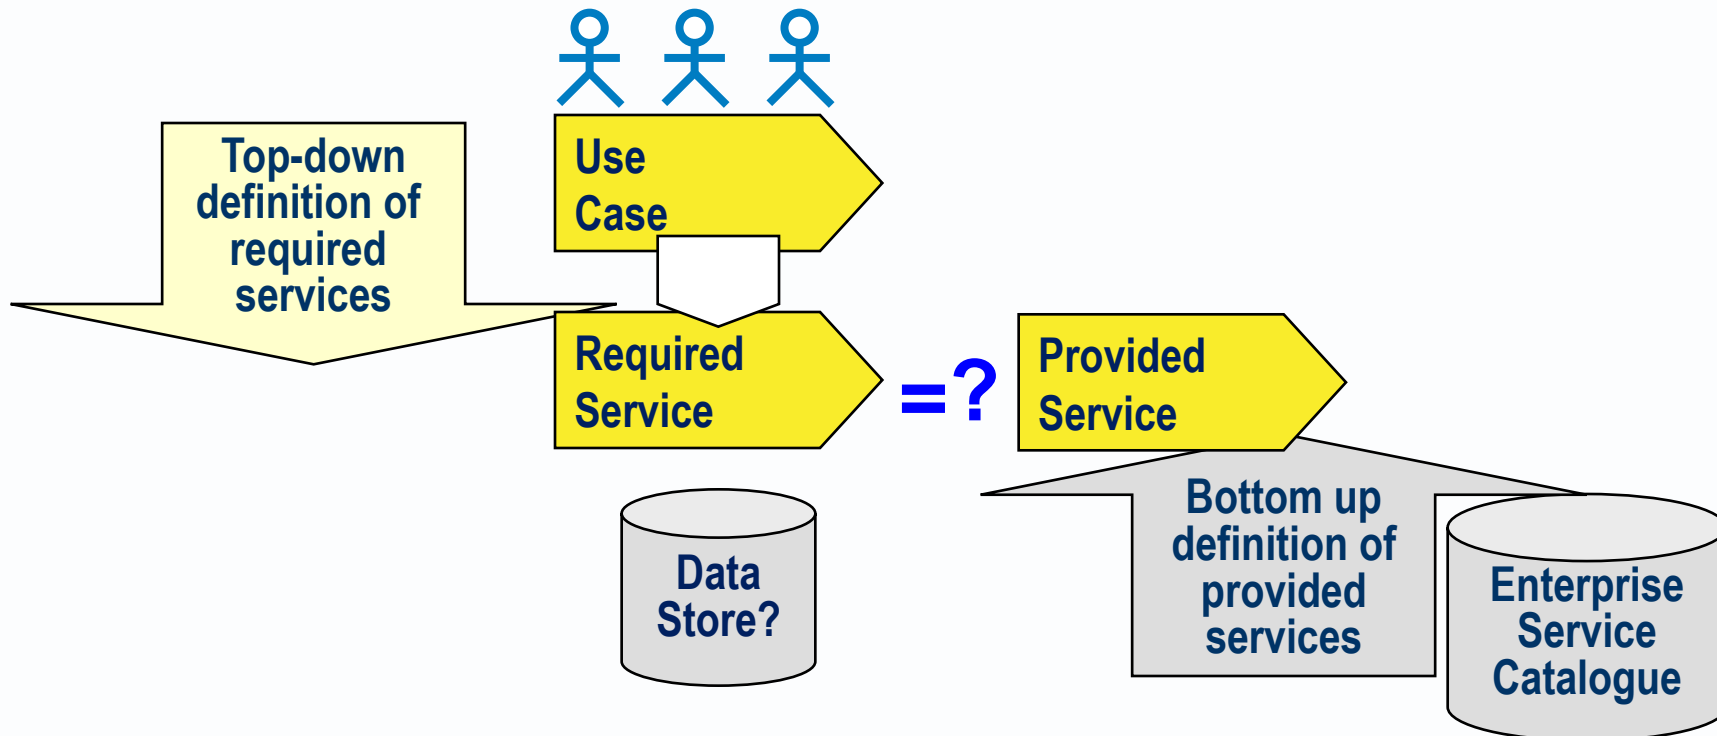 Top-down
definition of
required
services
Use
Case
Required
Service
=?
Provided
Service
Data
Store?
Bottom up
definition of
provided
services
Enterprise
Service
Catalogue